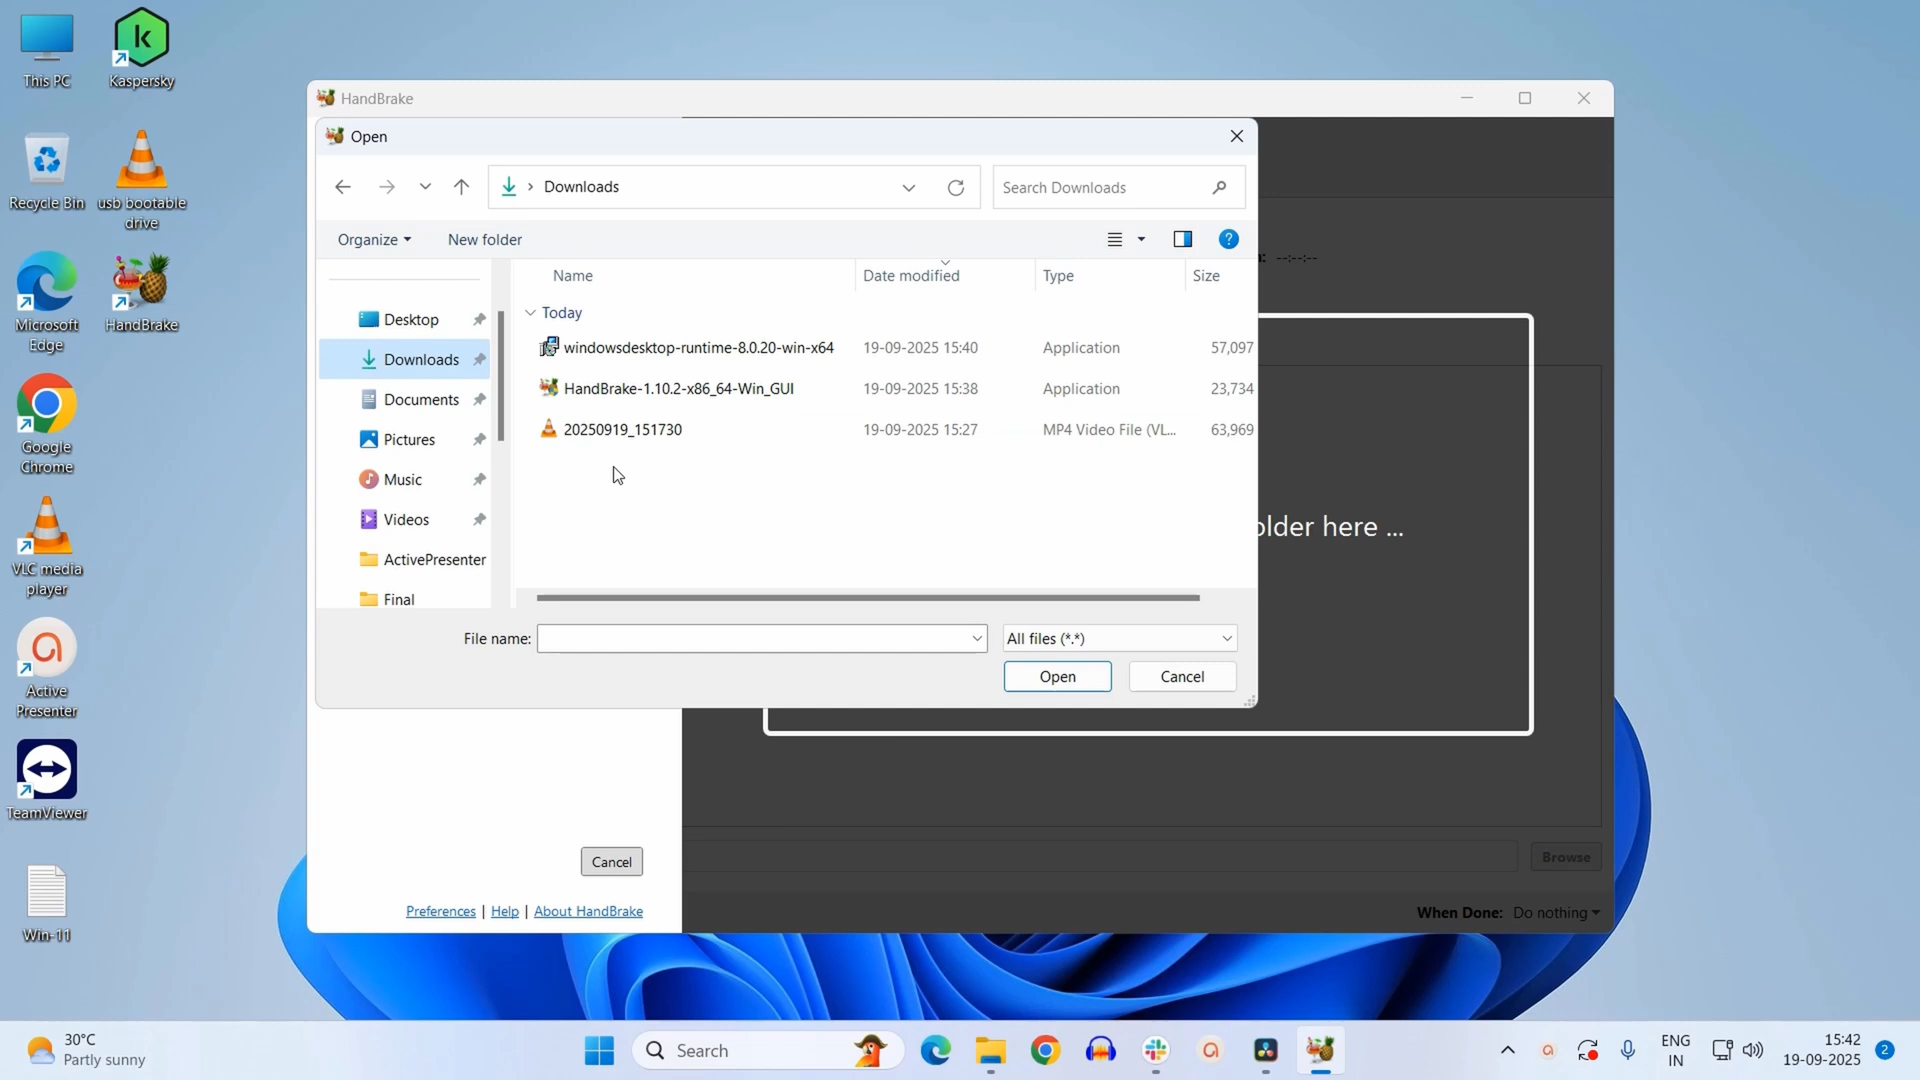 This PC
Kaspersky
Recycle Bin
usb bootable
drive
Microsoft
Edge
HandBrake
Google
Chrome
VLC media
player
Active
Presenter
TeamViewer
Win-11
HandBrake
Open
Downloads
Search Downloads
Organize
New folder
?
Name
Date modified
Type
Size
Desktop
Downloads
Documents
Pictures
Music
Videos
ActivePresenter
Final
Today
windowsdesktop-runtime-8.0.20-win-x64
19-09-2025 15:40
Application
57,097
HandBrake-1.10.2-x86_64-Win_GUI
19-09-2025 15:38
Application
23,734
20250919_151730
19-09-2025 15:27
MP4 Video File (VL...
63,969
--:--:--
older here ...
File name:
All files (*.*)
Open
Cancel
Cancel
Browse
Preferences | Help | About HandBrake
When Done: Do nothing
30°C
Partly sunny
Search
ENG
IN
15:42
19-09-2025
2